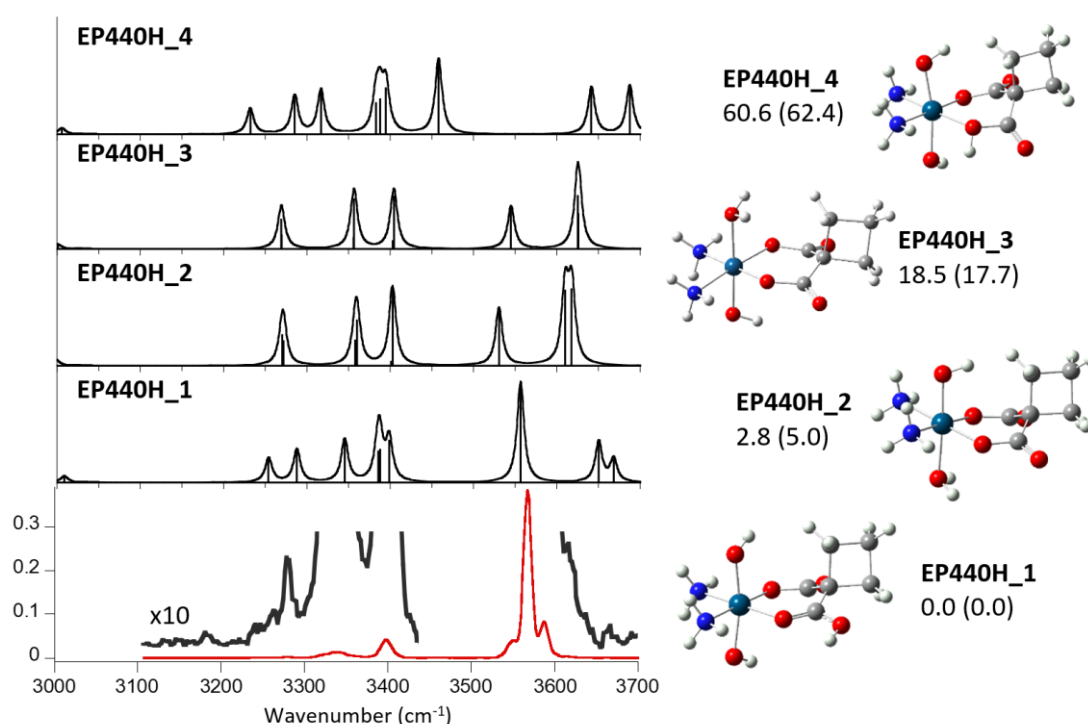 EP440H_4
EP440H_3
EP440H_2
EP440H_1
0.3
0.2
0.1
0
x10
3000 3100 3200 3300 3400 3500 3600 3700
Wavenumber (cm-1)
EP440H_4
60.6 (62.4)
EP440H_3
18.5 (17.7)
EP440H_2
2.8 (5.0)
EP440H_1
0.0 (0.0)